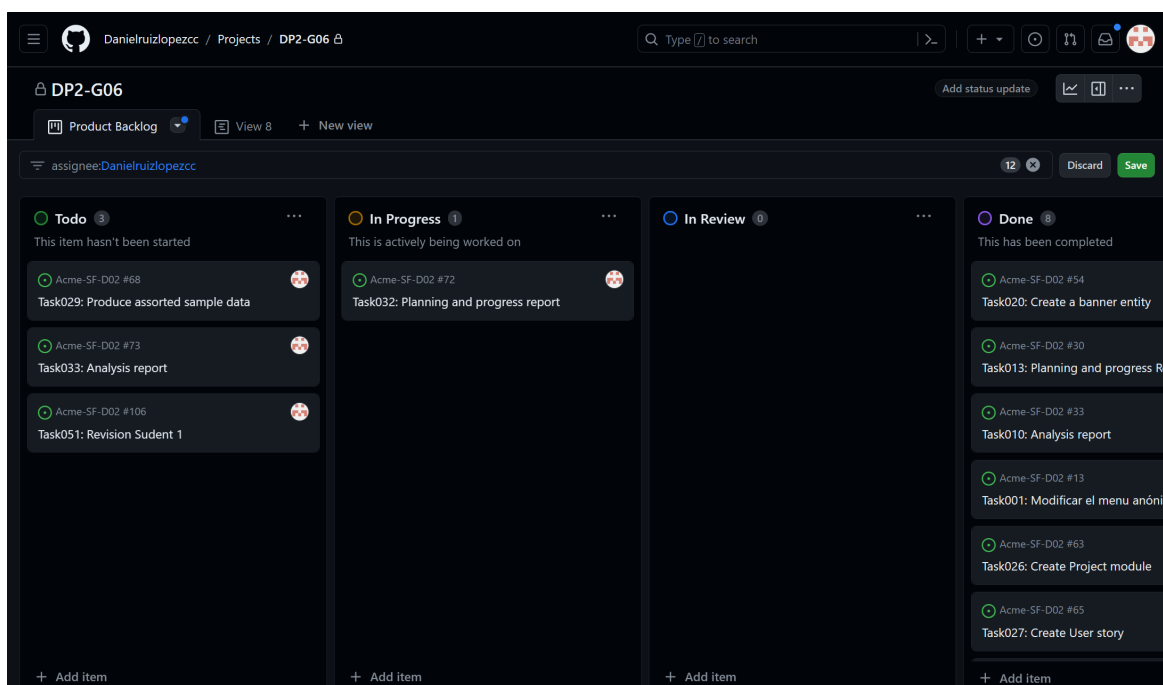 Danielruizlopezcc / Projects / DP2-G06
Type / to search
DP2-G06
Add status update
Product Backlog
View 8
New view
assignee:Danielruizlopezcc
12
Discard
Save
Todo 3
This item hasn't been started
Acme-SF-D02 #68
Task029: Produce assorted sample data
Acme-SF-D02 #73
Task033: Analysis report
Acme-SF-D02 #106
Task051: Revision Sudent 1
+ Add item
In Progress 1
This is actively being worked on
Acme-SF-D02 #72
Task032: Planning and progress report
+ Add item
In Review 0
+ Add item
Done 8
This has been completed
Acme-SF-D02 #54
Task020: Create a banner entity
Acme-SF-D02 #30
Task013: Planning and progress R
Acme-SF-D02 #33
Task010: Analysis report
Acme-SF-D02 #13
Task001: Modificar el menu anóni
Acme-SF-D02 #63
Task026: Create Project module
Acme-SF-D02 #65
Task027: Create User story
+ Add item